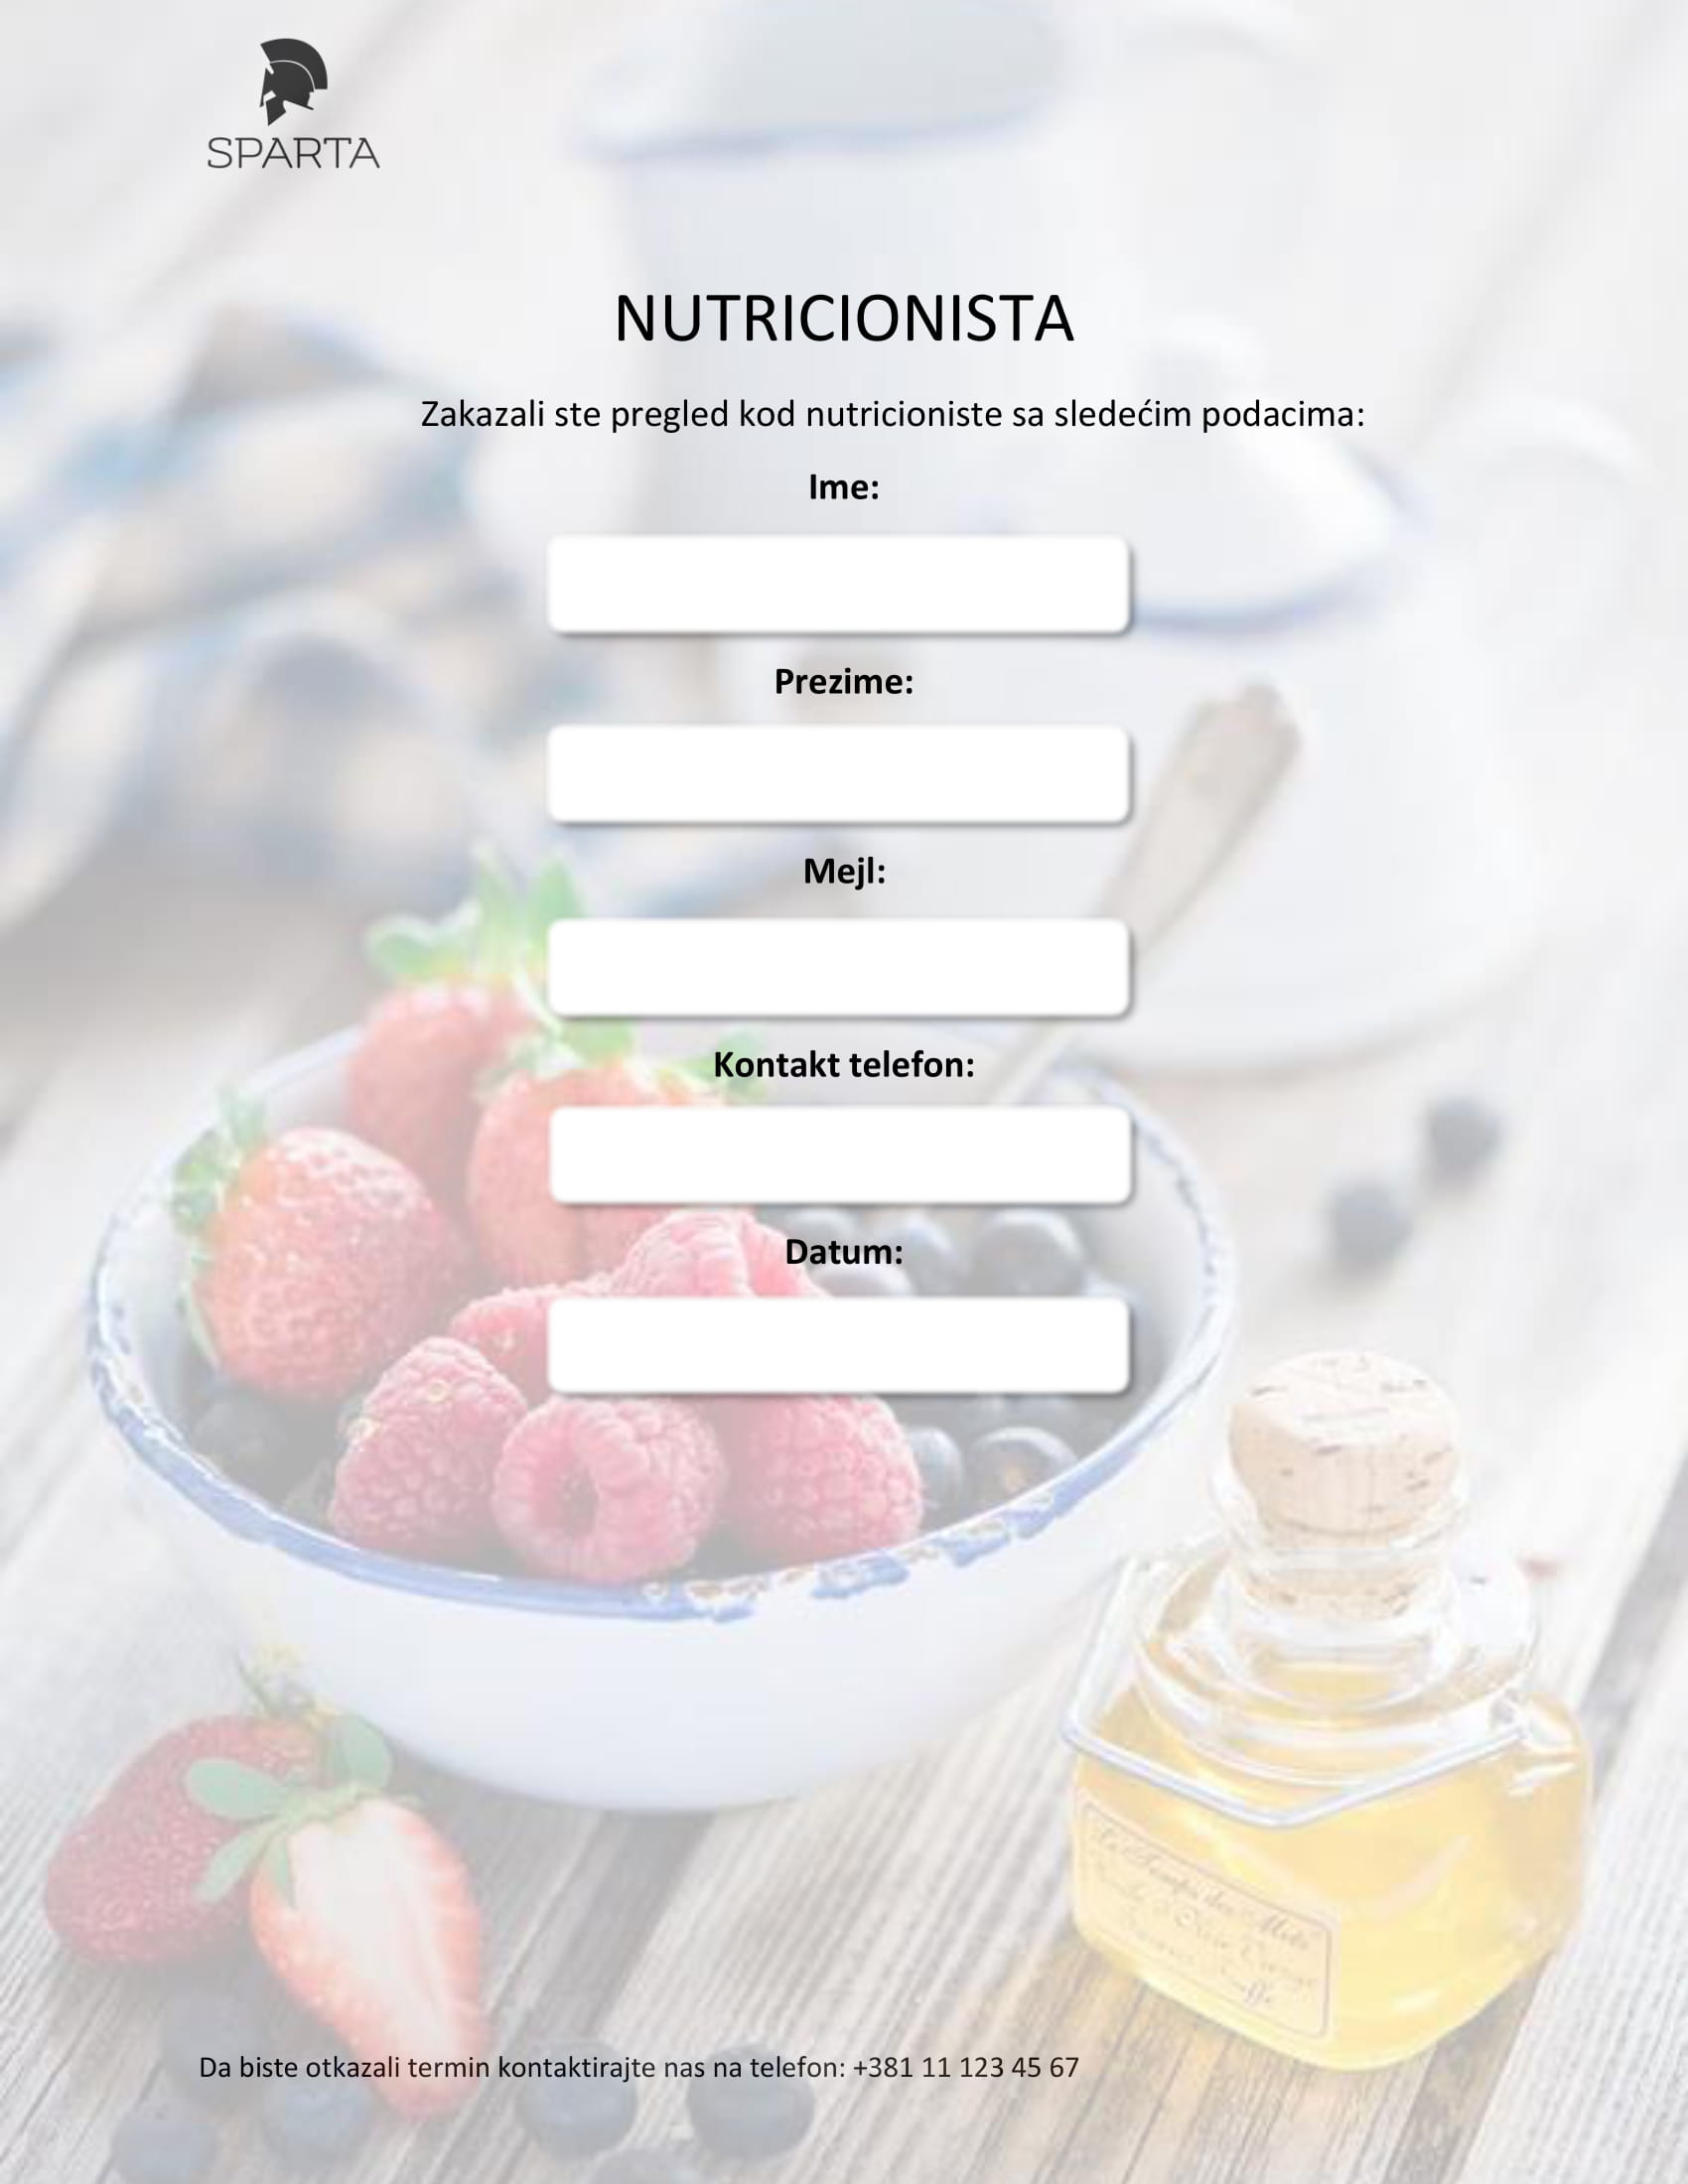 SPARTA
NUTRICIONISTA
Zakazali ste pregled kod nutricioniste sa sledećim podacima:
Ime:
Prezime:
Mejl:
Kontakt telefon:
Datum:
Da biste otkazali termin kontaktirajte nas na telefon: +381 11 123 45 67